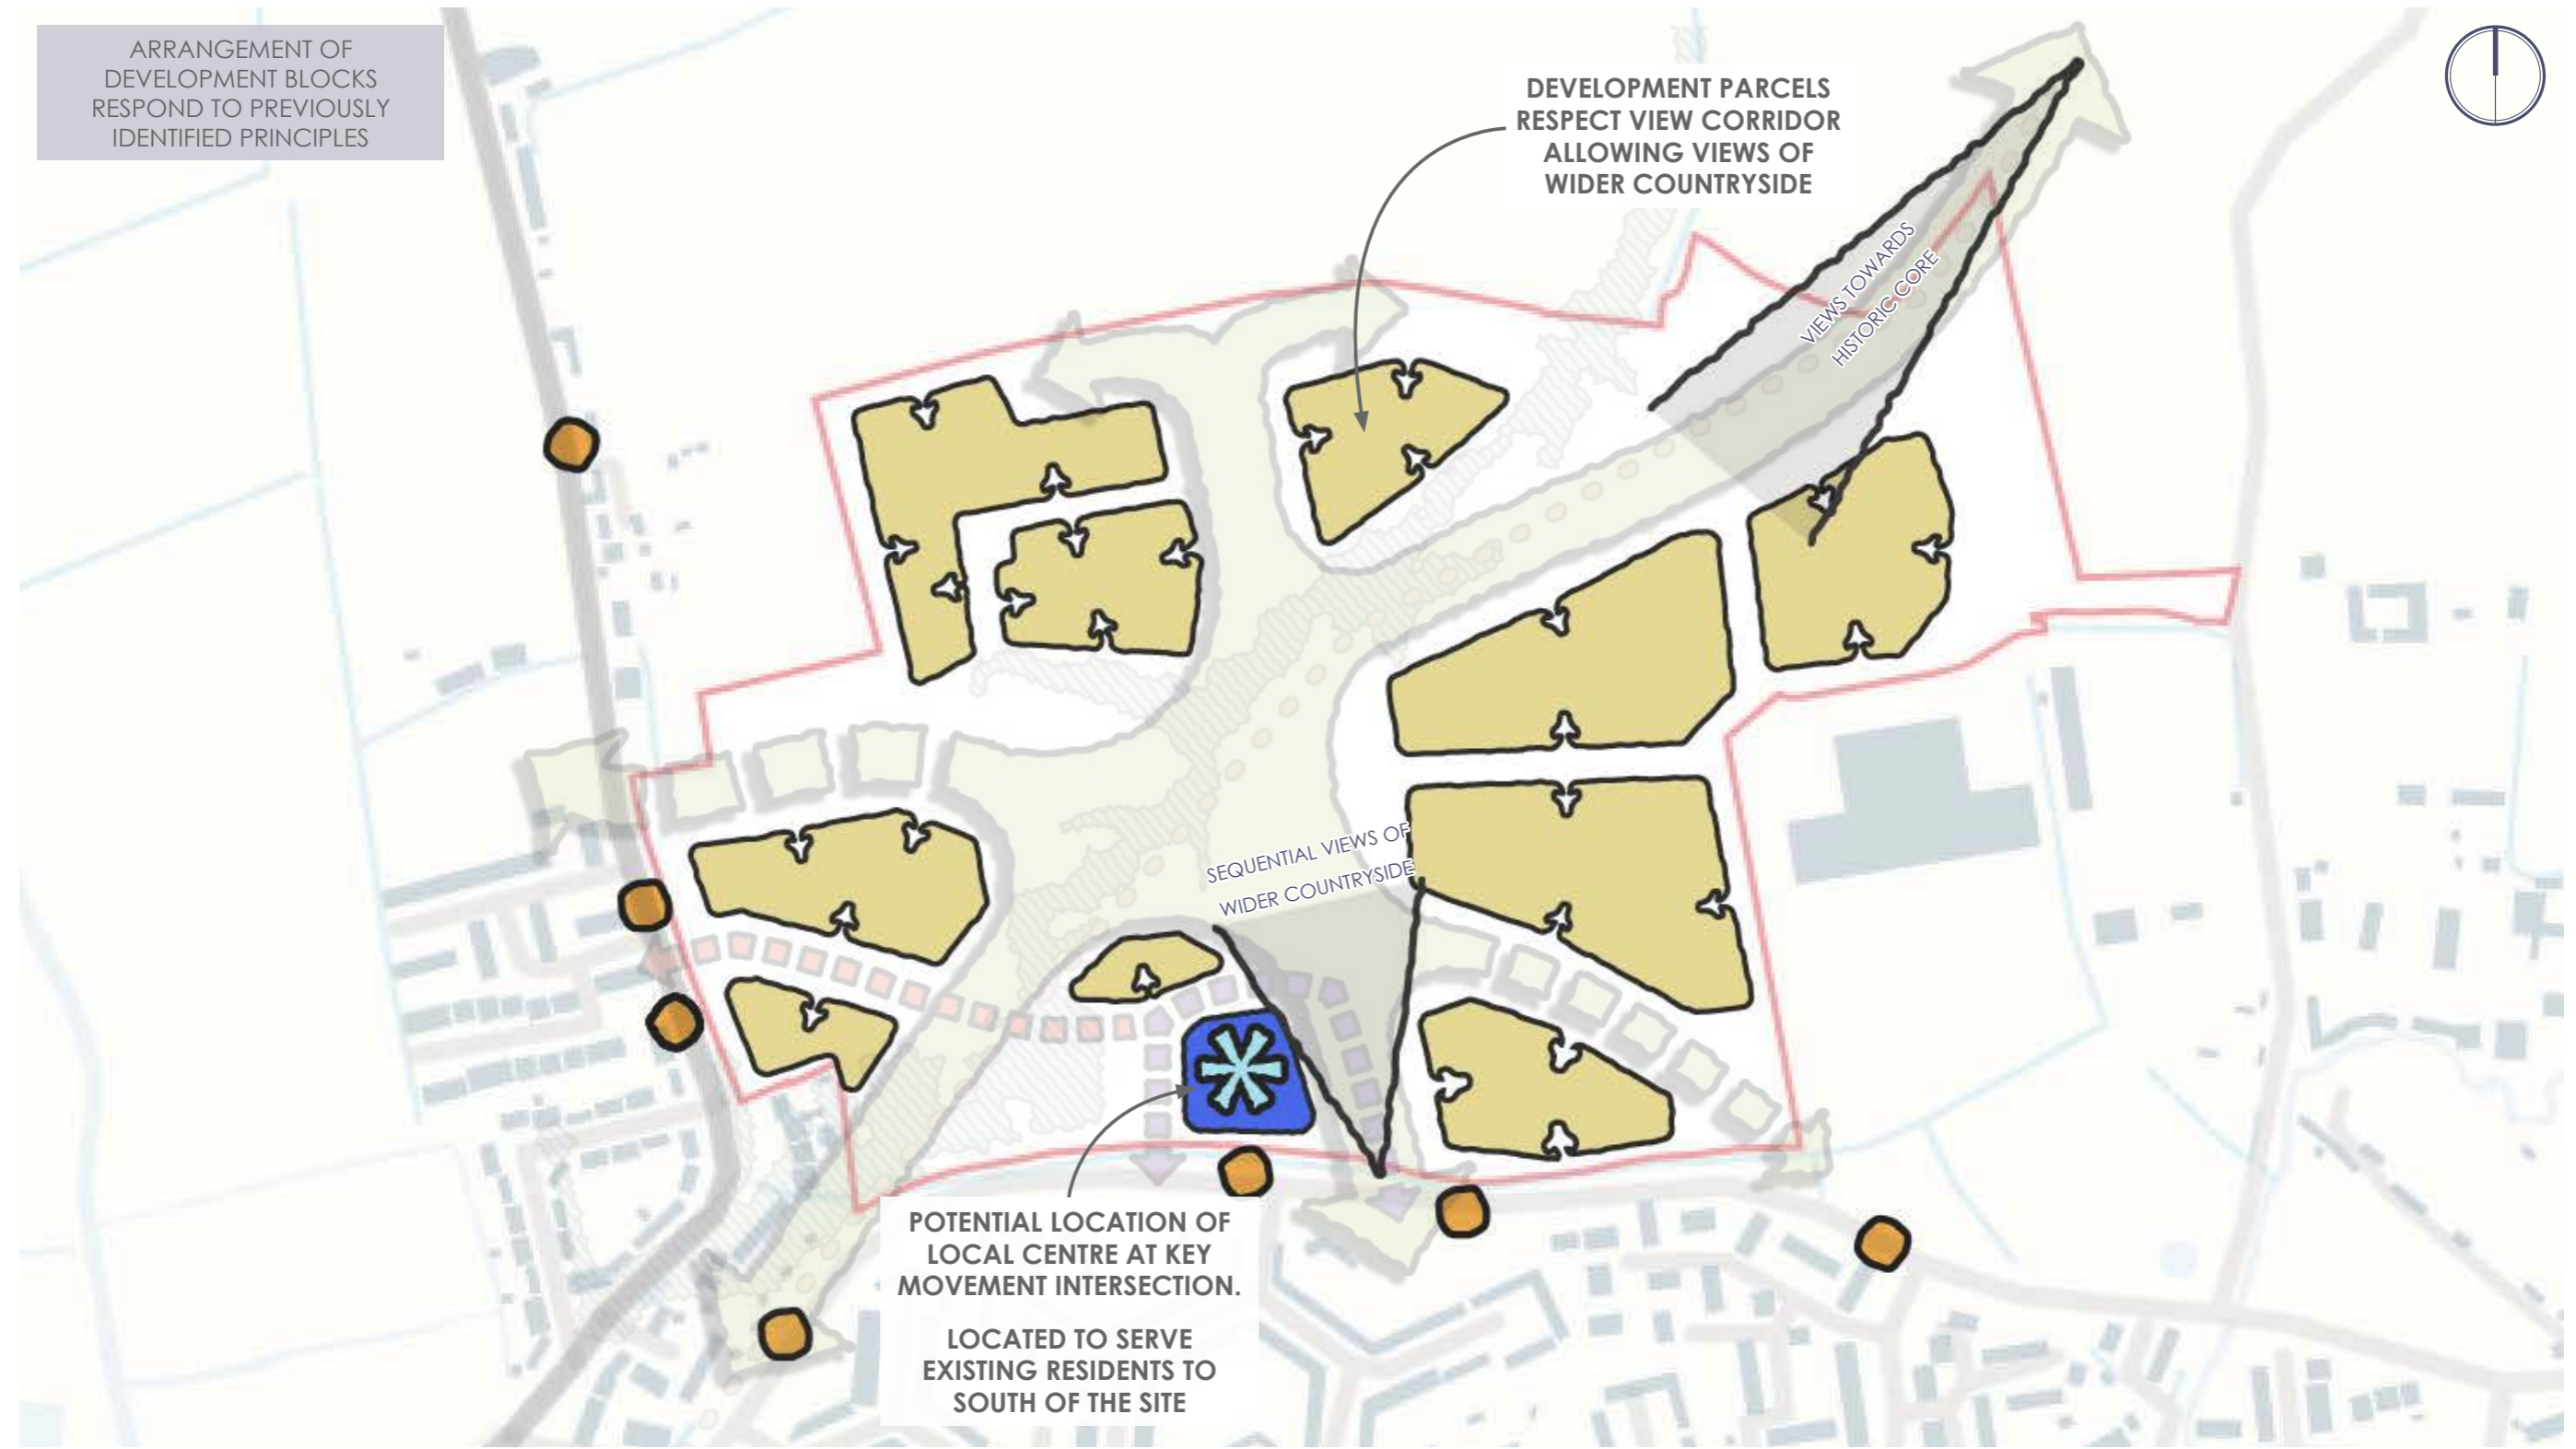 ARRANGEMENT OF
DEVELOPMENT BLOCKS
RESPOND TO PREVIOUSLY
IDENTIFIED PRINCIPLES
DEVELOPMENT PARCELS
RESPECT VIEW CORRIDOR
ALLOWING VIEWS OF
WIDER COUNTRYSIDE
VIEWS TOWARDS
HISTORIC CORE
SEQUENTIAL VIEWS OF
WIDER COUNTRYSIDE
POTENTIAL LOCATION OF
LOCAL CENTRE AT KEY
MOVEMENT INTERSECTION.
LOCATED TO SERVE
EXISTING RESIDENTS TO
SOUTH OF THE SITE